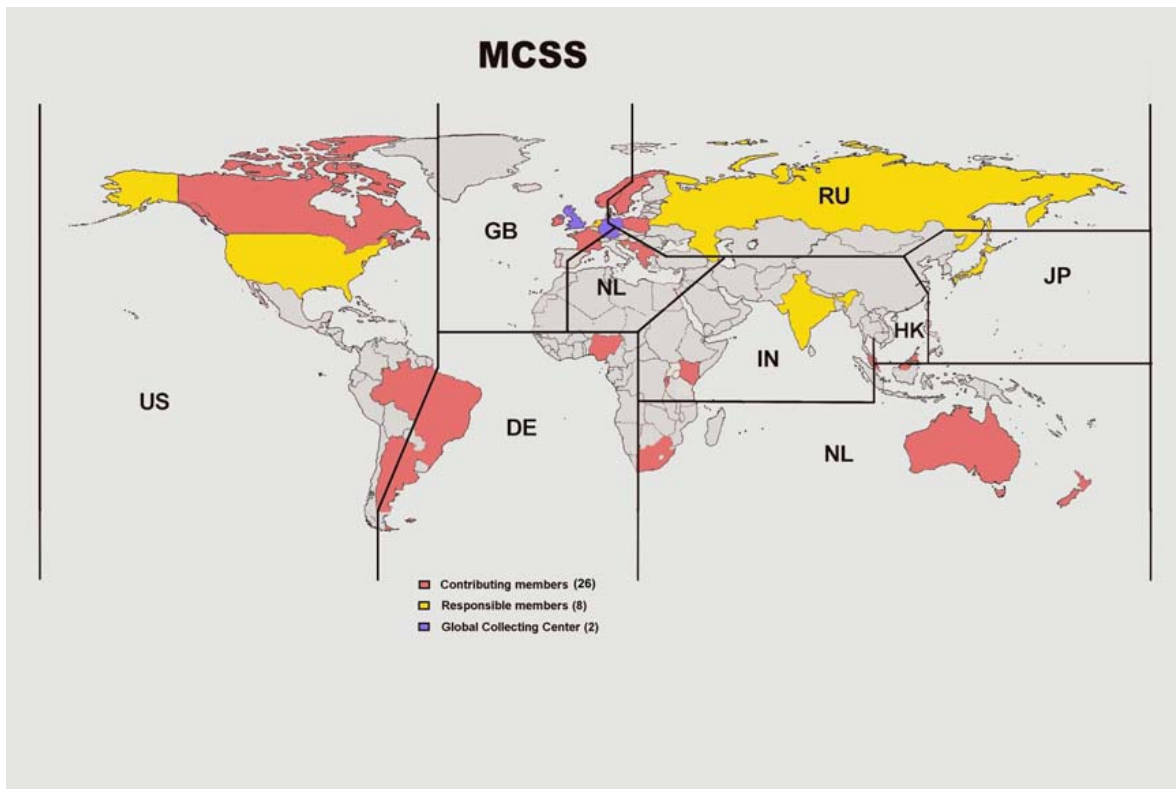 MCSS
RU
GB
JP
NL
HK
IN
US
DE
NL
Contributing members (26)
Responsible members (8)
Global Collecting Center (2)